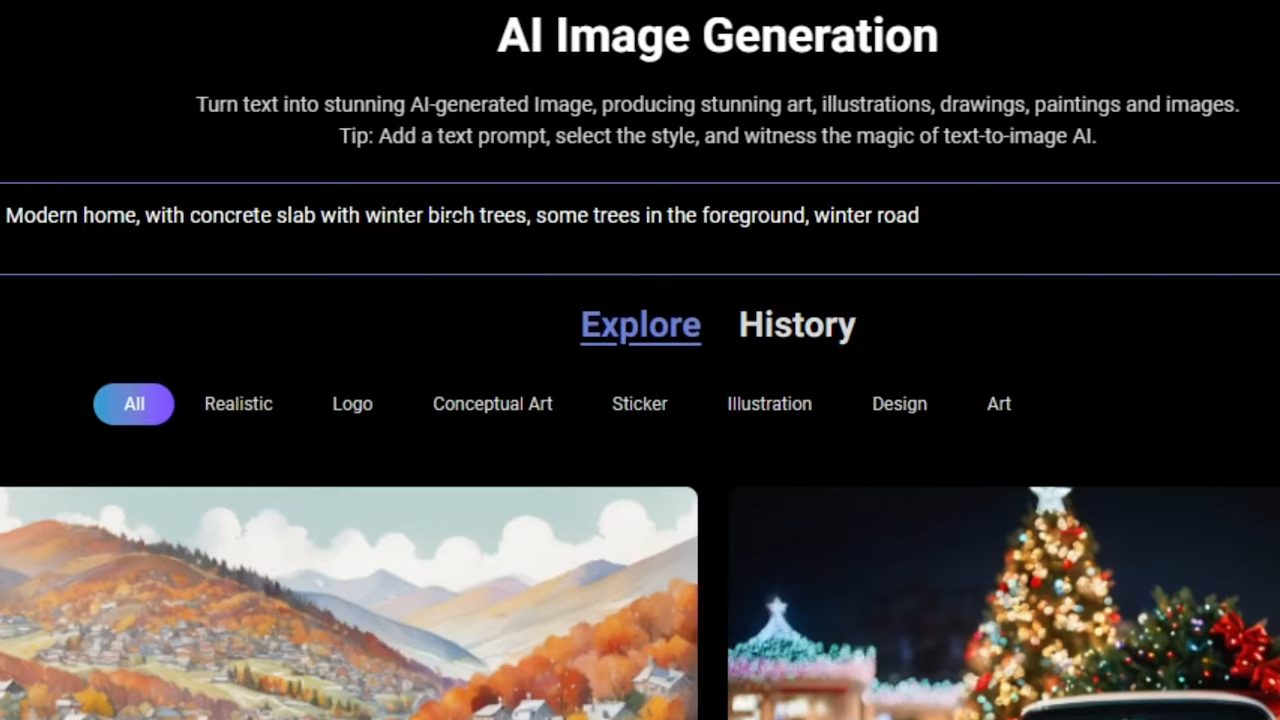 AI Image Generation
Turn text into stunning AI-generated Image, producing stunning art, illustrations, drawings, paintings and images.
Tip: Add a text prompt, select the style, and witness the magic of text-to-image AI.
Modern home, with concrete slab with winter birch trees, some trees in the foreground, winter road
Explore History
All Realistic Logo Conceptual Art Sticker Illustration Design Art